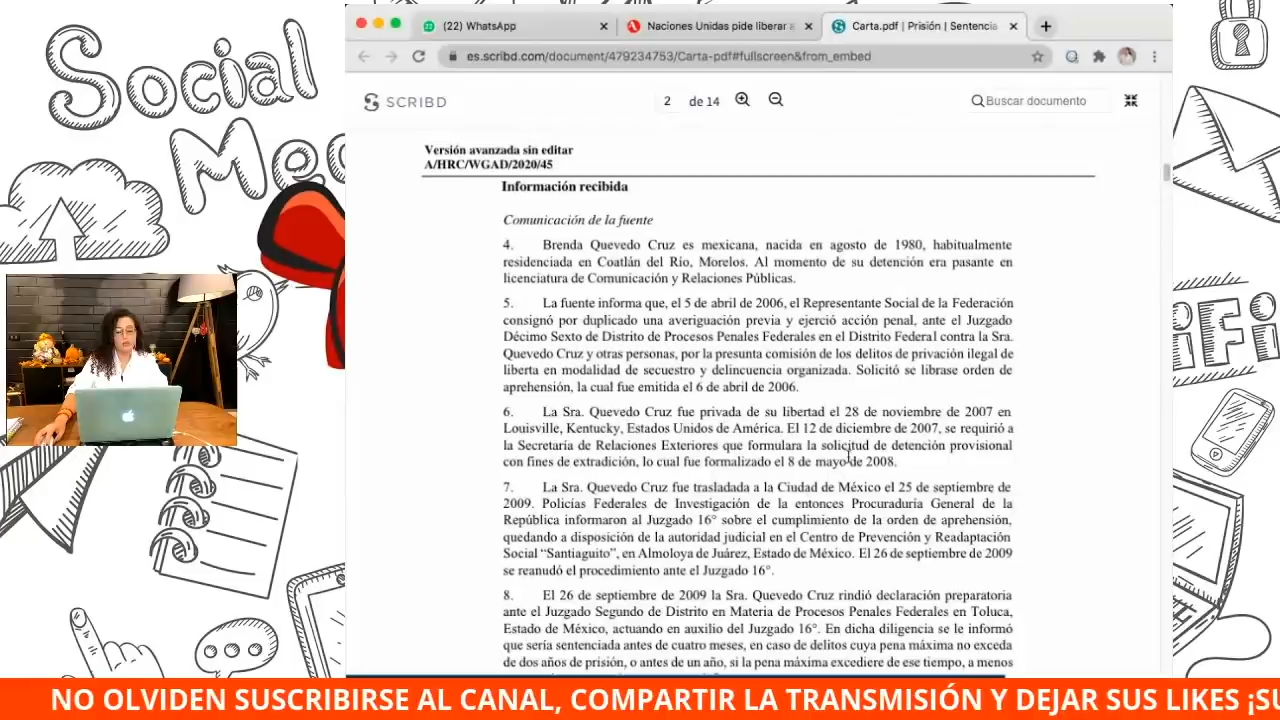 Social
Med
iFi
(22) WhatsApp
Naciones Unidas pide liberar a
Carta.pdf | Prisión | Sentencia
es.scribd.com/document/479234753/Carta-pdf#fullscreen&from_embed
SCRIBD
2 de 14
Buscar documento
Versión avanzada sin editar
A/HRC/WGAD/2020/45
Información recibida
Comunicación de la fuente
4. Brenda Quevedo Cruz es mexicana, nacida en agosto de 1980, habitualmente
residenciada en Coatlán del Río, Morelos. Al momento de su detención era pasante en
licenciatura de Comunicación y Relaciones Públicas.
5. La fuente informa que, el 5 de abril de 2006, el Representante Social de la Federación
consignó por duplicado una averiguación previa y ejerció acción penal, ante el Juzgado
Décimo Sexto de Distrito de Procesos Penales Federales en el Distrito Federal contra la Sra.
Quevedo Cruz y otras personas, por la presunta comisión de los delitos de privación ilegal de
liberta en modalidad de secuestro y delincuencia organizada. Solicitó se librase orden de
aprehensión, la cual fue emitida el 6 de abril de 2006.
6. La Sra. Quevedo Cruz fue privada de su libertad el 28 de noviembre de 2007 en
Louisville, Kentucky, Estados Unidos de América. El 12 de diciembre de 2007, se requirió a
la Secretaría de Relaciones Exteriores que formulara la solicitud de detención provisional
con fines de extradición, lo cual fue formalizado el 8 de mayo de 2008.
7. La Sra. Quevedo Cruz fue trasladada a la Ciudad de México el 25 de septiembre de
2009. Policías Federales de Investigación de la entonces Procuraduría General de la
República informaron al Juzgado 16° sobre el cumplimiento de la orden de aprehensión,
quedando a disposición de la autoridad judicial en el Centro de Prevención y Readaptación
Social “Santiaguito”, en Almoloya de Juárez, Estado de México. El 26 de septiembre de 2009
se reanudó el procedimiento ante el Juzgado 16°.
8. El 26 de septiembre de 2009 la Sra. Quevedo Cruz rindió declaración preparatoria
ante el Juzgado Segundo de Distrito en Materia de Procesos Penales Federales en Toluca,
Estado de México, actuando en auxilio del Juzgado 16°. En dicha diligencia se le informó
que sería sentenciada antes de cuatro meses, en caso de delitos cuya pena máxima no exceda
de dos años de prisión, o antes de un año, si la pena máxima excediere de ese tiempo, a menos
NO OLVIDEN SUSCRIBIRSE AL CANAL, COMPARTIR LA TRANSMISIÓN Y DEJAR SUS LIKES ¡SU